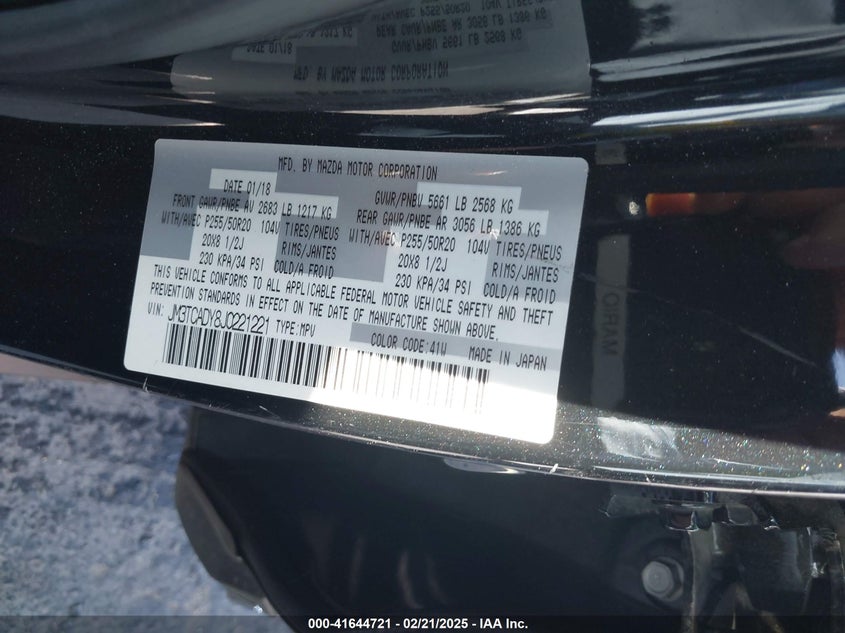 MFD. BY MAZDA MOTOR CORPORATION
DATE 01/18
GVWR/PNBV 5661 LB 2568 KG
FRONT GAWR/PNBE AV 2683 LB 1217 KG
REAR GAWR/PNBE AR 3056 LB 1386 KG
WITH/AVEC P255/50R20 104V TIRES/PNEUS
WITH/AVEC P255/50R20 104V TIRES/PNEUS
20X8 1/2J RIMS/JANTES
20X8 1/2J RIMS/JANTES
230 KPA/34 PSI COLD/A FROID
230 KPA/34 PSI COLD/A FROID
THIS VEHICLE CONFORMS TO ALL APPLICABLE FEDERAL MOTOR VEHICLE SAFETY AND THEFT
PREVENTION STANDARDS IN EFFECT ON THE DATE OF MANUFACTURE SHOWN ABOVE.
VIN: JM3TCADY8J0221221 TYPE:MPV
COLOR CODE:41W MADE IN JAPAN
000-41644721 - 02/21/2025 - IAA Inc.